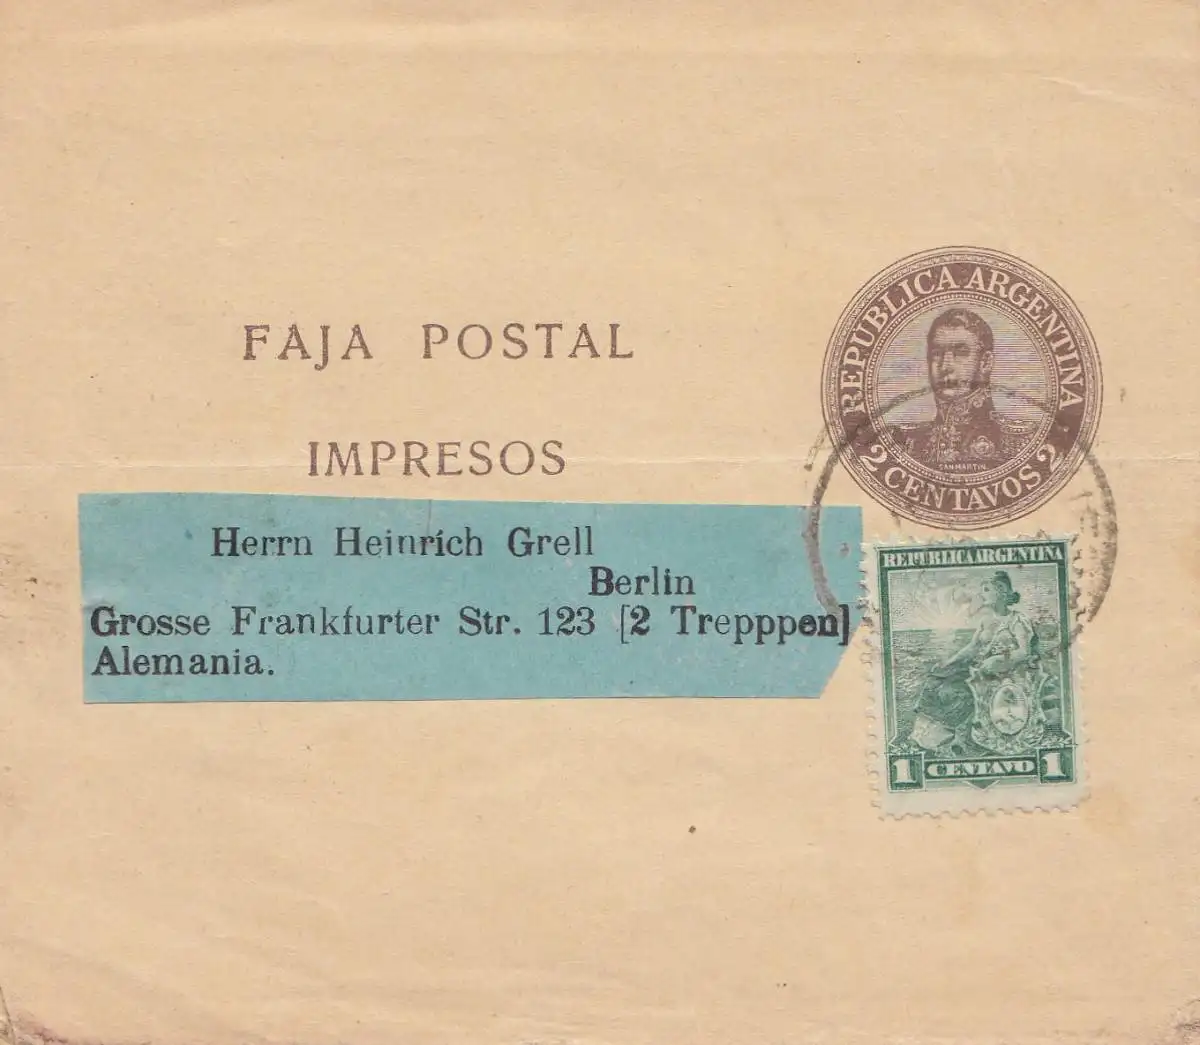 REPUBLICA ARGENTINA
SAN MARTIN
2 CENTAVOS 2
FAJA POSTAL
IMPRESOS
Herrn Heinrich Grell
Berlin
Grosse Frankfurter Str. 123 [2 Trepppen]
Alemania.
REPUBLICA ARGENTINA
1 CENTAVO 1